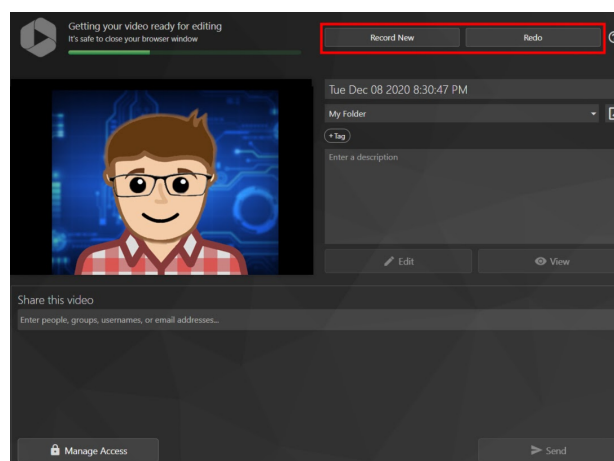 Getting your video ready for editing
It's safe to close your browser window
Record New
Redo
Tue Dec 08 2020 8:30:47 PM
My Folder
+Tag
Enter a description
Edit
View
Share this video
Enter people, groups, usernames, or email addresses...
Manage Access
Send